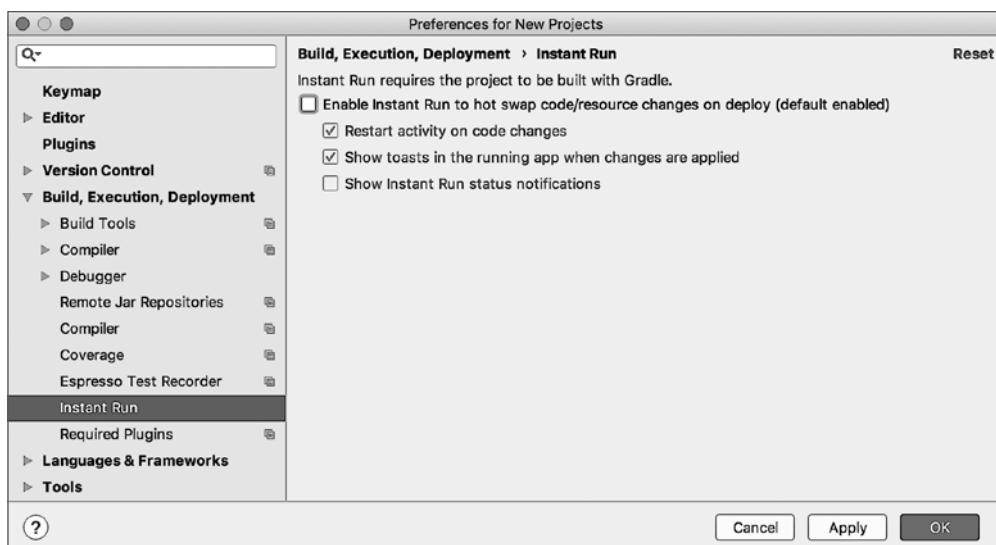 Preferences for New Projects
Keymap
Editor
Plugins
Version Control
Build, Execution, Deployment
Build Tools
Compiler
Debugger
Remote Jar Repositories
Compiler
Coverage
Espresso Test Recorder
Instant Run
Required Plugins
Languages & Frameworks
Tools
Build, Execution, Deployment › Instant Run
Reset
Instant Run requires the project to be built with Gradle.
Enable Instant Run to hot swap code/resource changes on deploy (default enabled)
Restart activity on code changes
Show toasts in the running app when changes are applied
Show Instant Run status notifications
?
Cancel
Apply
OK